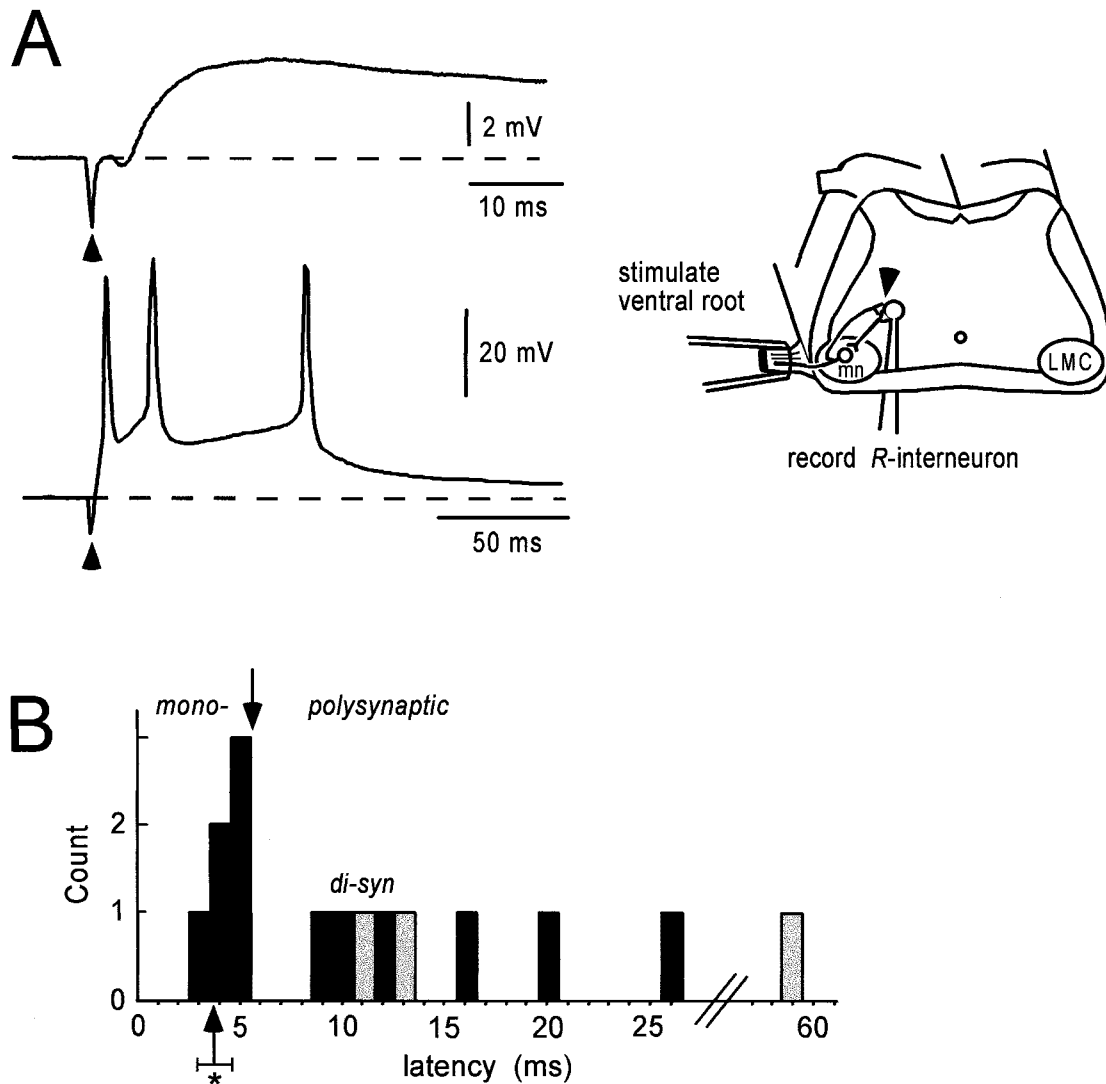 A
2 mV
10 ms
20 mV
50 ms
stimulate
ventral root
mn
LMC
record R-interneuron
B
mono-
polysynaptic
di-syn
Count
2
1
0
0
5
10
15
20
25
60
latency (ms)
*